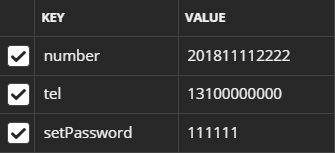 KEY VALUE
number 201811112222
tel 13100000000
setPassword 111111